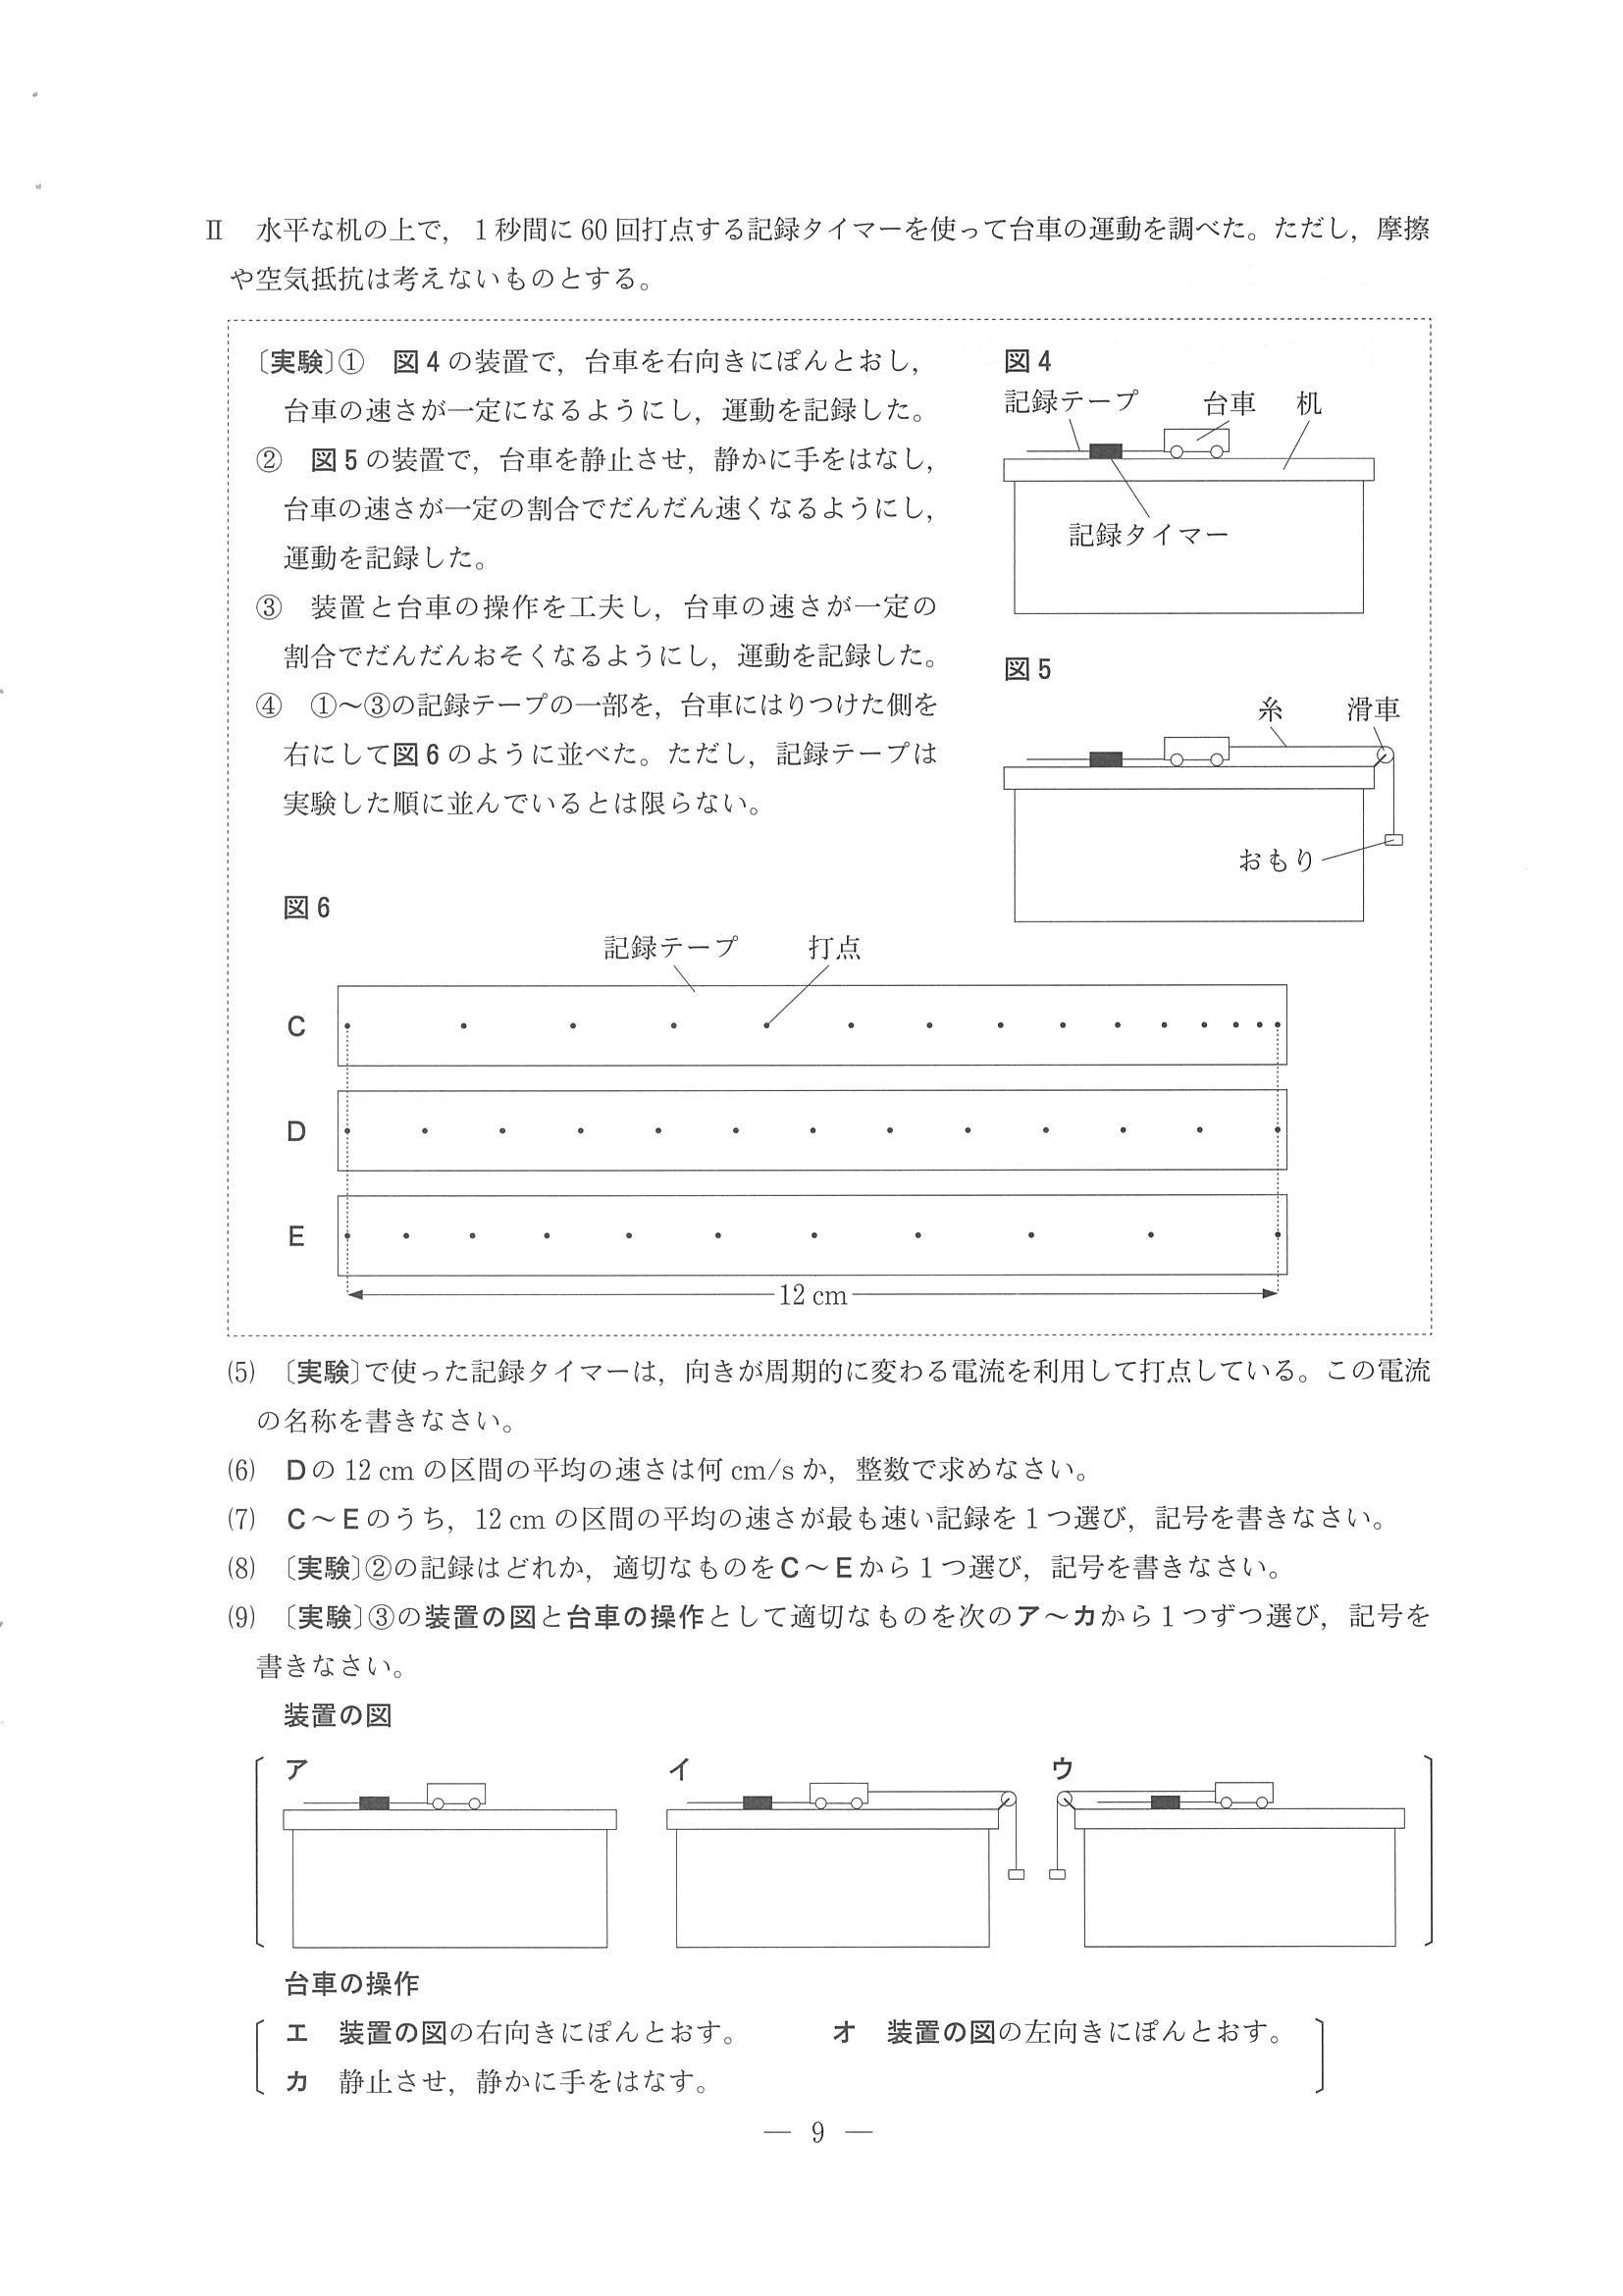 Ⅱ 水平な机の上で，1秒間に60回打点する記録タイマーを使って台車の運動を調べた。ただし，摩擦
や空気抵抗は考えないものとする。
〔実験〕① 図4の装置で，台車を右向きにぽんとおし，
台車の速さが一定になるようにし，運動を記録した。
② 図5の装置で，台車を静止させ，静かに手をはなし，
台車の速さが一定の割合でだんだん速くなるようにし，
運動を記録した。
③ 装置と台車の操作を工夫し，台車の速さが一定の
割合でだんだんおそくなるようにし，運動を記録した。
④ ①～③の記録テープの一部を，台車にはりつけた側を
右にして図6のように並べた。ただし，記録テープは
実験した順に並んでいるとは限らない。
図4
記録テープ 台車 机
記録タイマー
図5
糸 滑車
おもり
図6
記録テープ 打点
C
D
E
12 cm
(5) 〔実験〕で使った記録タイマーは，向きが周期的に変わる電流を利用して打点している。この電流
の名称を書きなさい。
(6) Dの12 cmの区間の平均の速さは何cm/sか，整数で求めなさい。
(7) C～Eのうち，12 cmの区間の平均の速さが最も速い記録を1つ選び，記号を書きなさい。
(8) 〔実験〕②の記録はどれか，適切なものをC～Eから1つ選び，記号を書きなさい。
(9) 〔実験〕③の装置の図と台車の操作として適切なものを次のア～カから1つずつ選び，記号を
書きなさい。
装置の図
ア イ ウ
台車の操作
エ 装置の図の右向きにぽんとおす。 オ 装置の図の左向きにぽんとおす。
カ 静止させ，静かに手をはなす。
— 9 —